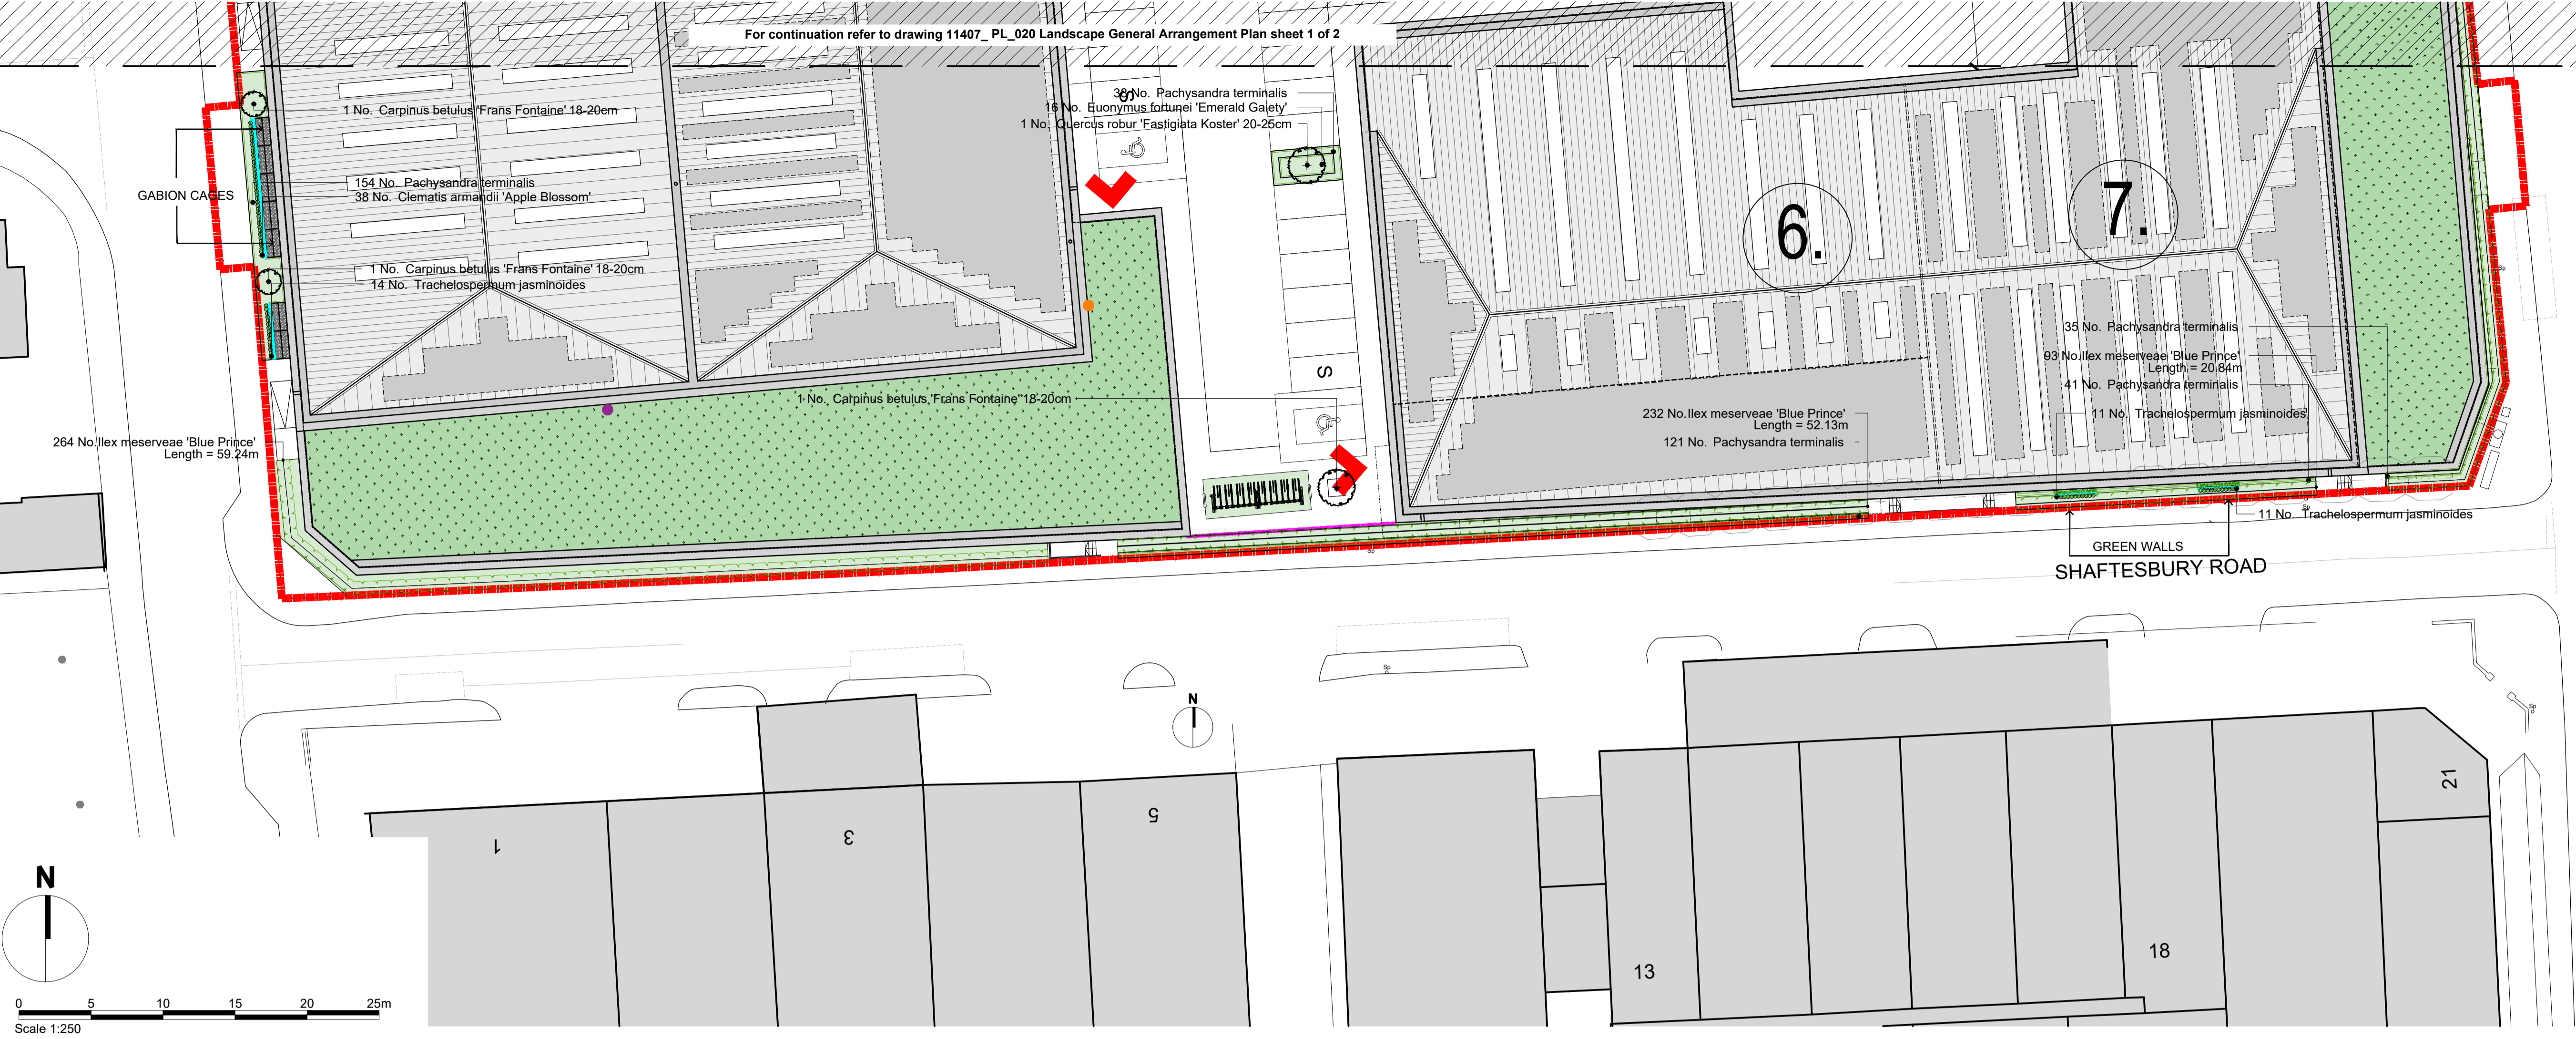 For continuation refer to drawing 11407_ PL_020 Landscape General Arrangement Plan sheet 1 of 2
1 No. Carpinus betulus 'Frans Fontaine' 18-20cm
38 No. Pachysandra terminalis
16 No. Euonymus fortunei 'Emerald Gaiety'
1 No. Quercus robur 'Fastigiata Koster' 20-25cm
S
GABION CAGES
154 No. Pachysandra terminalis
38 No. Clematis armandii 'Apple Blossom'
6.
7.
1 No. Carpinus betulus 'Frans Fontaine' 18-20cm
14 No. Trachelospermum jasminoides
Sp
35 No. Pachysandra terminalis
93 No.Ilex meserveae 'Blue Prince'
Length = 20.84m
41 No. Pachysandra terminalis
S
1 No. Carpinus betulus 'Frans Fontaine' 18-20cm
232 No.Ilex meserveae 'Blue Prince'
Length = 52.13m
121 No. Pachysandra terminalis
11 No. Trachelospermum jasminoides
264 No.Ilex meserveae 'Blue Prince'
Length = 59.24m
Sp
11 No. Trachelospermum jasminoides
GREEN WALLS
Sp
SHAFTESBURY ROAD
Sp
N
Sp
1
3
5
21
13
18
N
0 5 10 15 20 25m
Scale 1:250